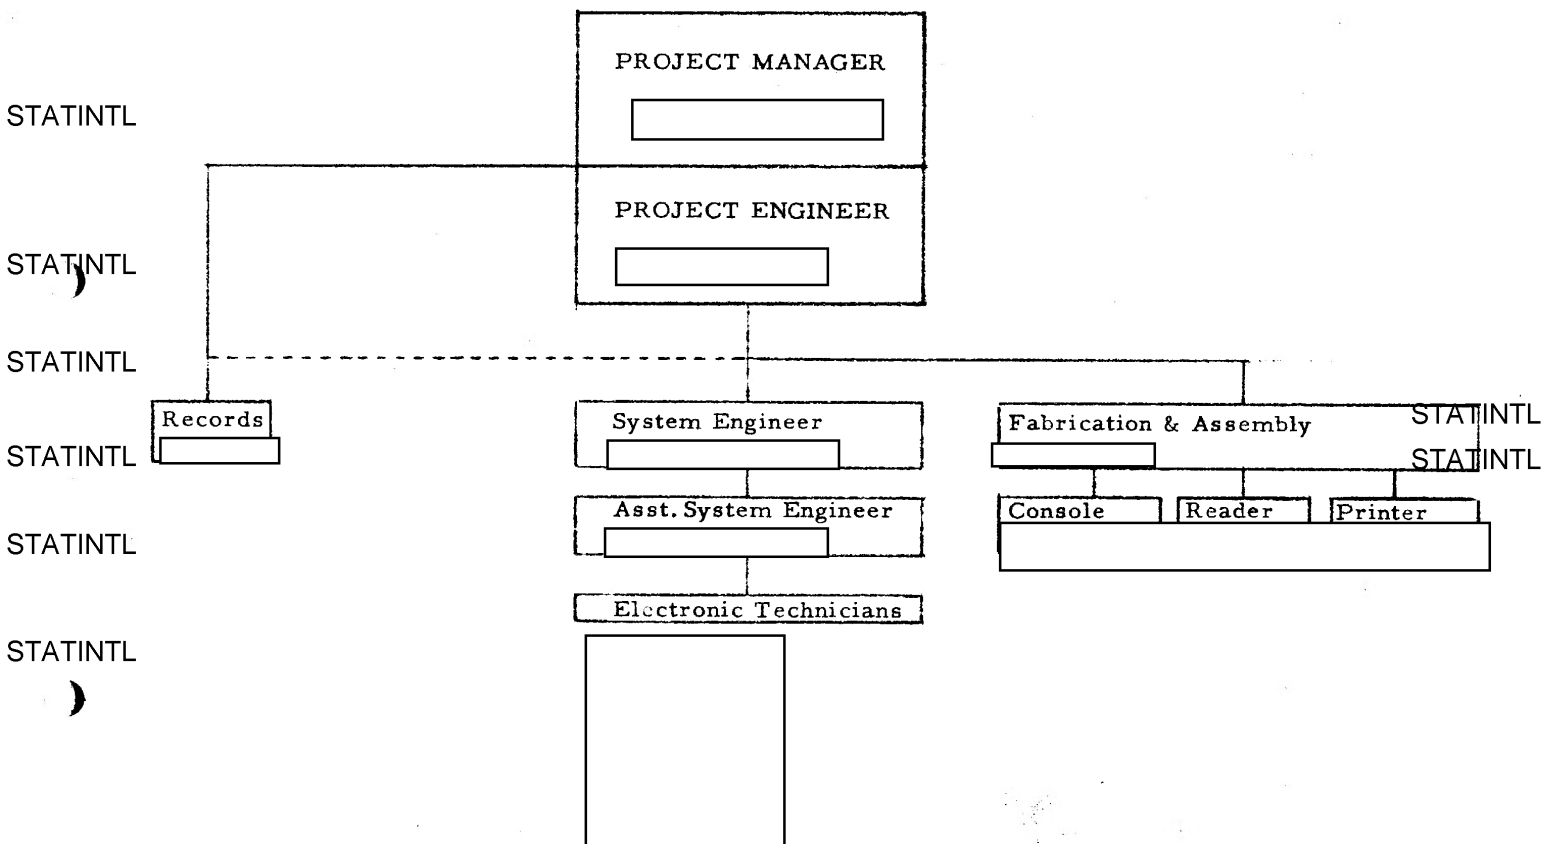 PROJECT MANAGER
STATINTL
PROJECT ENGINEER
STATINTL
STATINTL
Records
System Engineer
Fabrication & Assembly
STATINTL
STATINTL
STATINTL
Asst. System Engineer
Console
Reader
Printer
STATINTL
Electronic Technicians
STATINTL